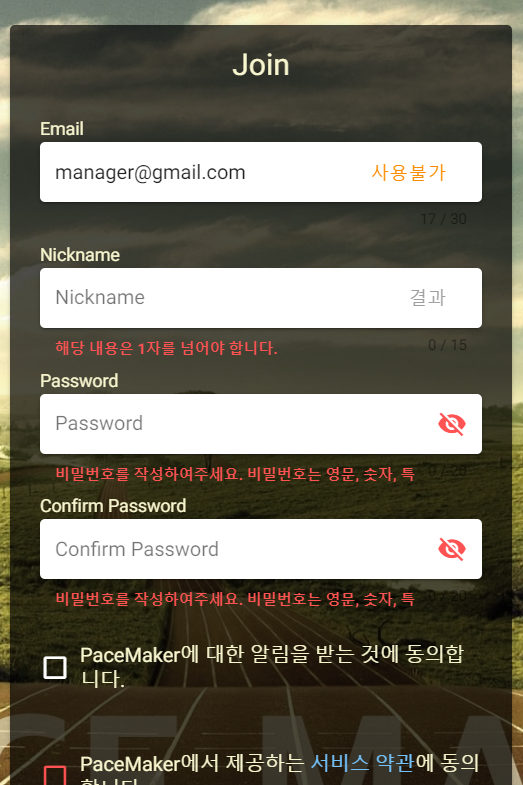 Join
Email
manager@gmail.com 사용불가
17 / 30
Nickname
Nickname 결과
해당 내용은 1자를 넘어야 합니다. 0 / 15
Password
Password
비밀번호를 작성하여주세요. 비밀번호는 영문, 숫자, 특 0 / 20
Confirm Password
Confirm Password
비밀번호를 작성하여주세요. 비밀번호는 영문, 숫자, 특
PaceMaker에 대한 알림을 받는 것에 동의합
니다.
PaceMaker에서 제공하는 서비스 약관에 동의
합니다.